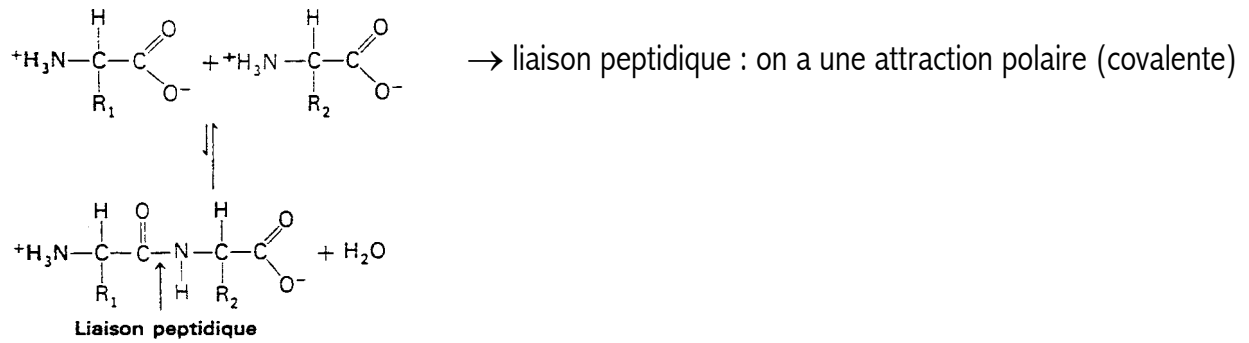 H H
⁺H₃N—C—C O O⁻ + ⁺H₃N—C—C O O⁻ → liaison peptidique : on a une attraction polaire (covalente)
R₁ R₂
⇌
H O H
⁺H₃N—C—C—N—C—C O O⁻ + H₂O
R₁ H R₂
Liaison peptidique